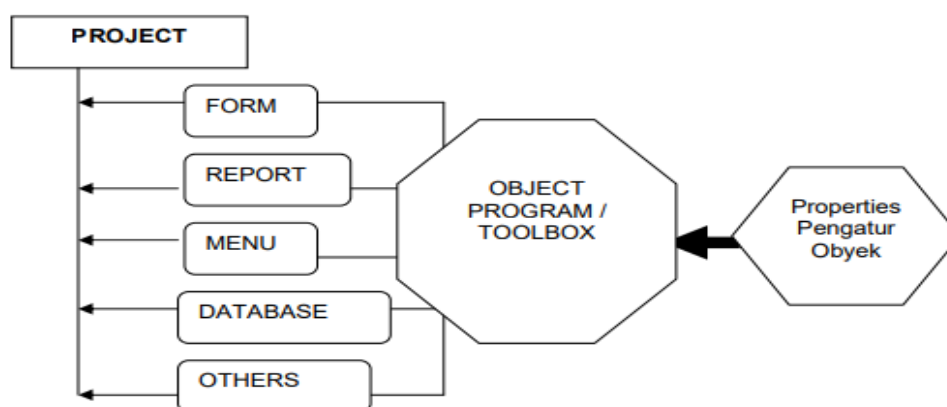 PROJECT
FORM
REPORT
MENU
DATABASE
OTHERS
OBJECT
PROGRAM /
TOOLBOX
Properties
Pengatur
Obyek